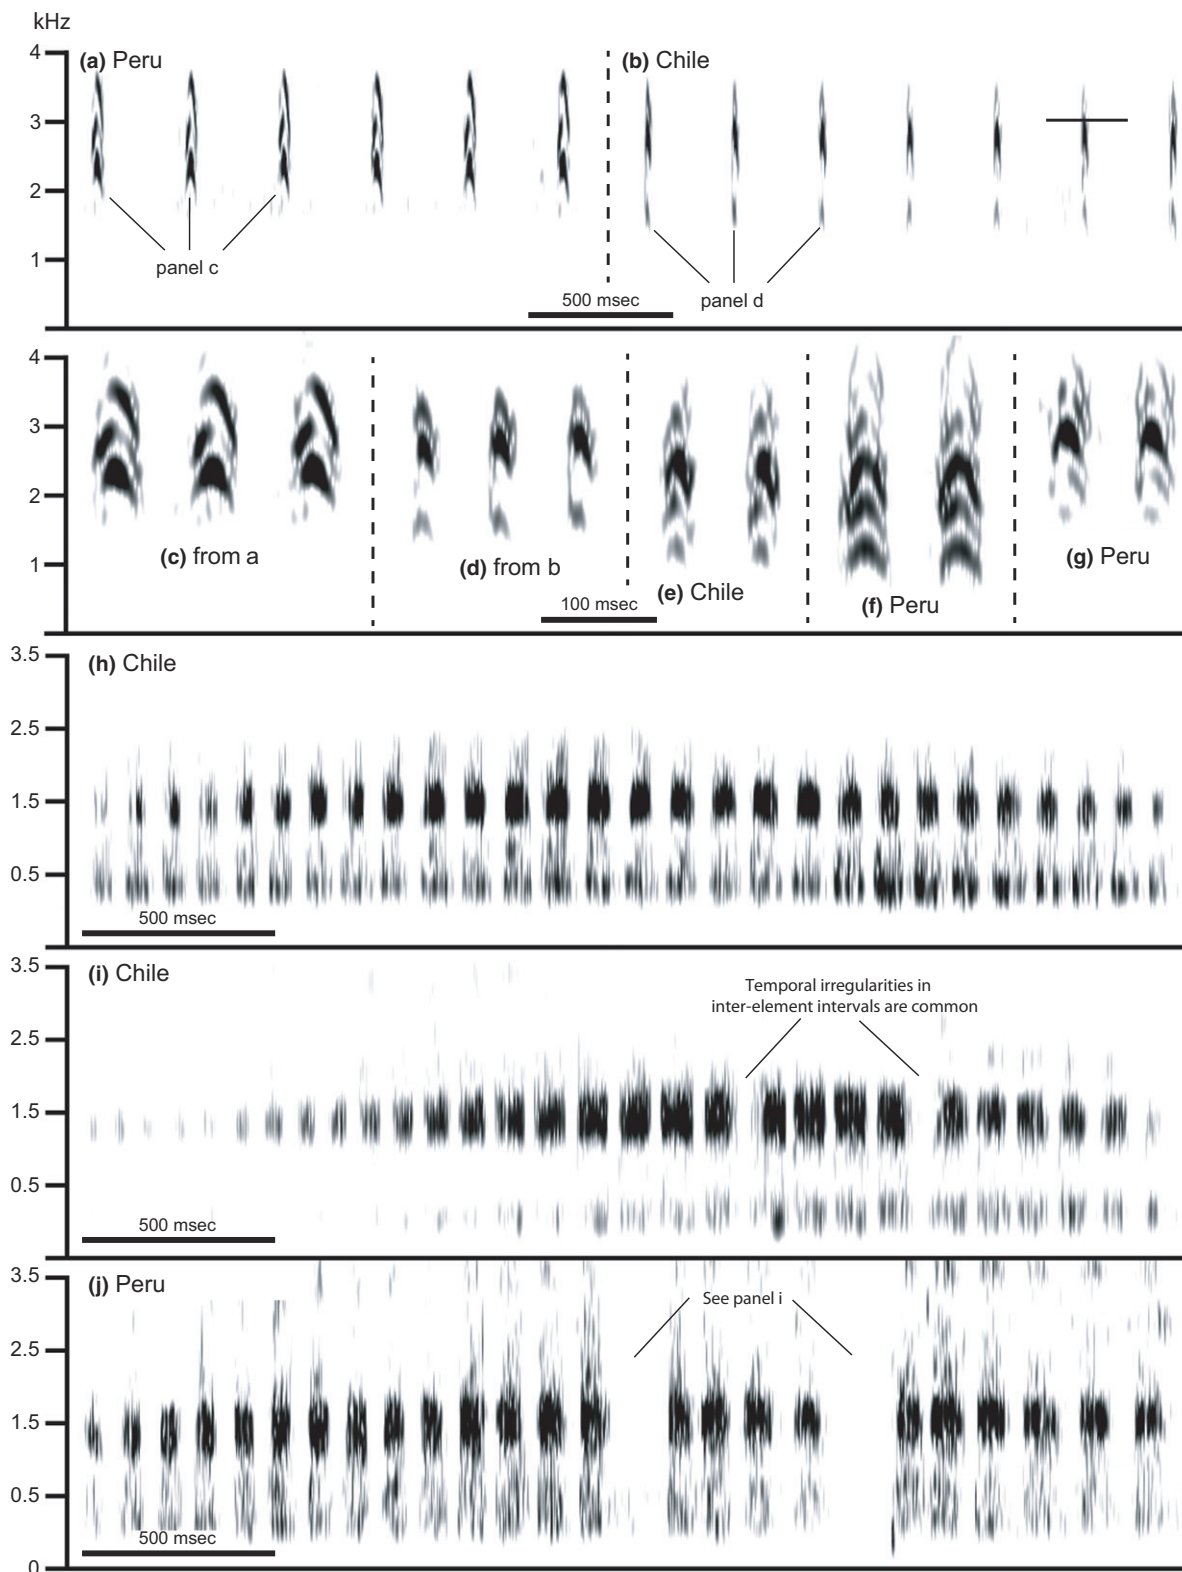 kHz
4
(a) Peru
(b) Chile
3
2
1
panel c
panel d
500 msec
4
3
2
1
(c) from a
(d) from b
(e) Chile
(f) Peru
(g) Peru
100 msec
3.5
(h) Chile
2.5
1.5
0.5
500 msec
3.5
(i) Chile
Temporal irregularities in
inter-element intervals are common
2.5
1.5
0.5
500 msec
3.5
(j) Peru
See panel i
2.5
1.5
0.5
500 msec
0